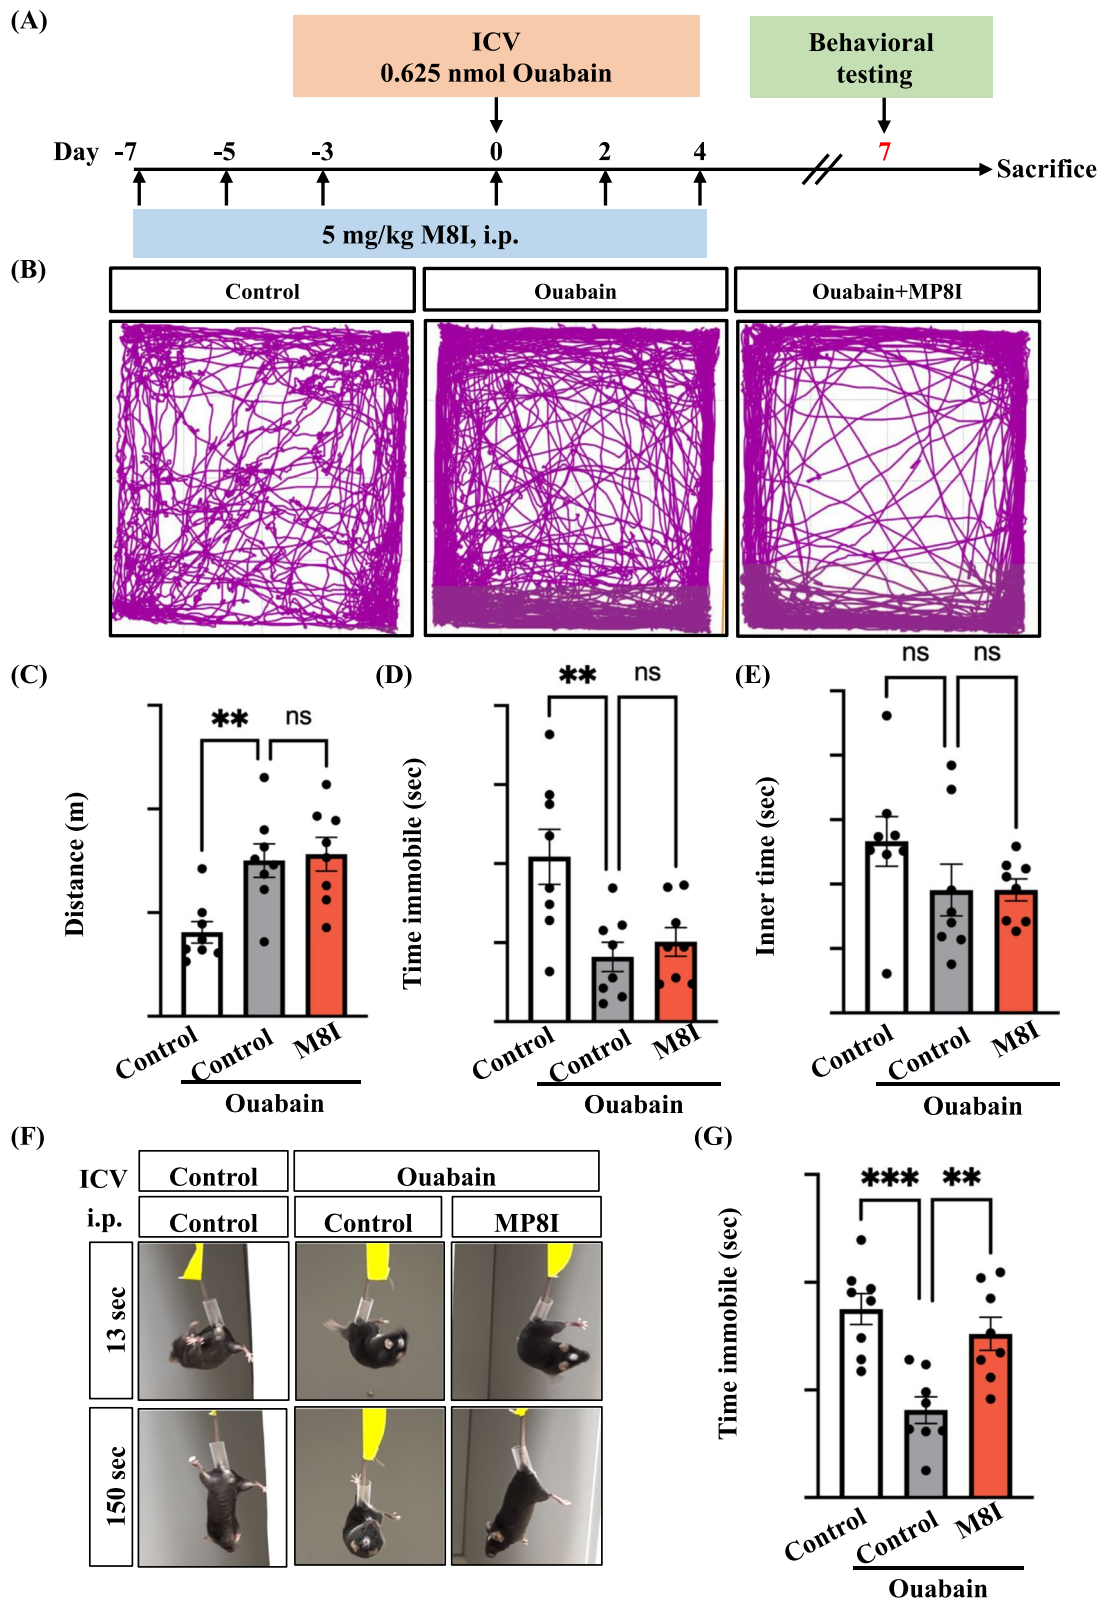 (A)
ICV
0.625 nmol Ouabain
Behavioral
testing
Day -7 -5 -3 0 2 4 7
Sacrifice
5 mg/kg M8I, i.p.
(B)
Control Ouabain Ouabain+MP8I
(C) (D) (E)
** ns
** ns
ns ns
Distance (m)
Time immobile (sec)
Inner time (sec)
Control Control M8I
Ouabain
Control Control M8I
Ouabain
Control Control M8I
Ouabain
(F) (G)
ICV Control Ouabain
i.p. Control Control MP8I
13 sec
150 sec
*** **
Time immobile (sec)
Control Control M8I
Ouabain